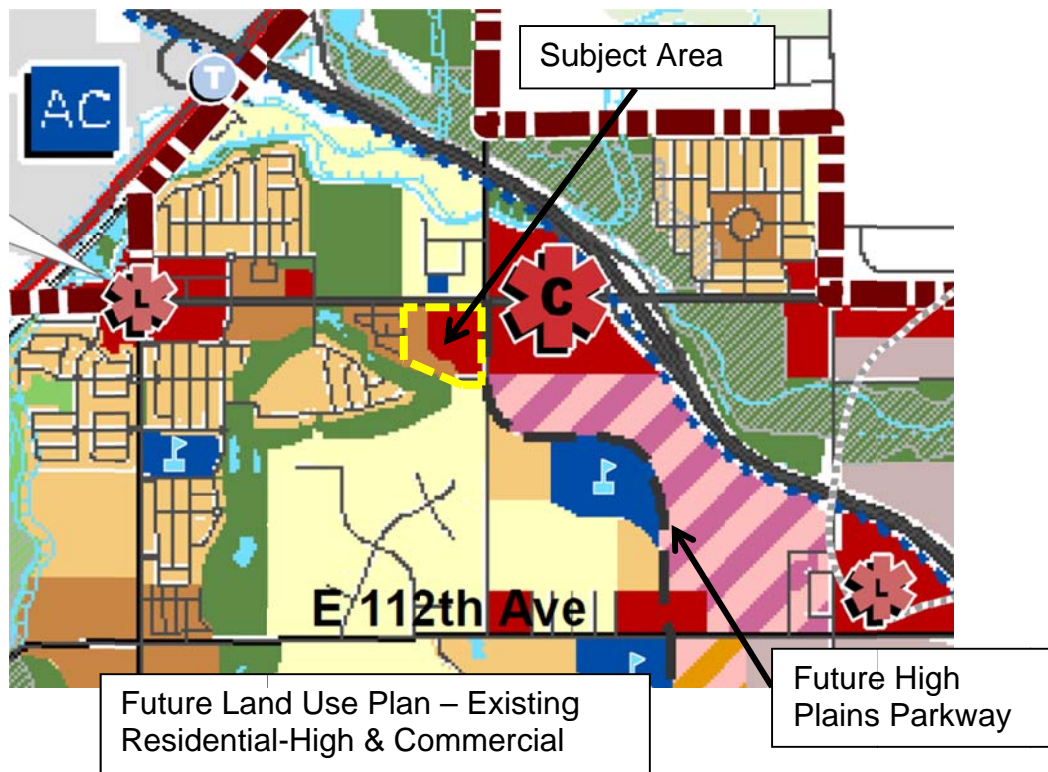 Subject Area
T
AC
L
C
L
E 112th Ave
Future High
Plains Parkway
Future Land Use Plan – Existing
Residential-High & Commercial